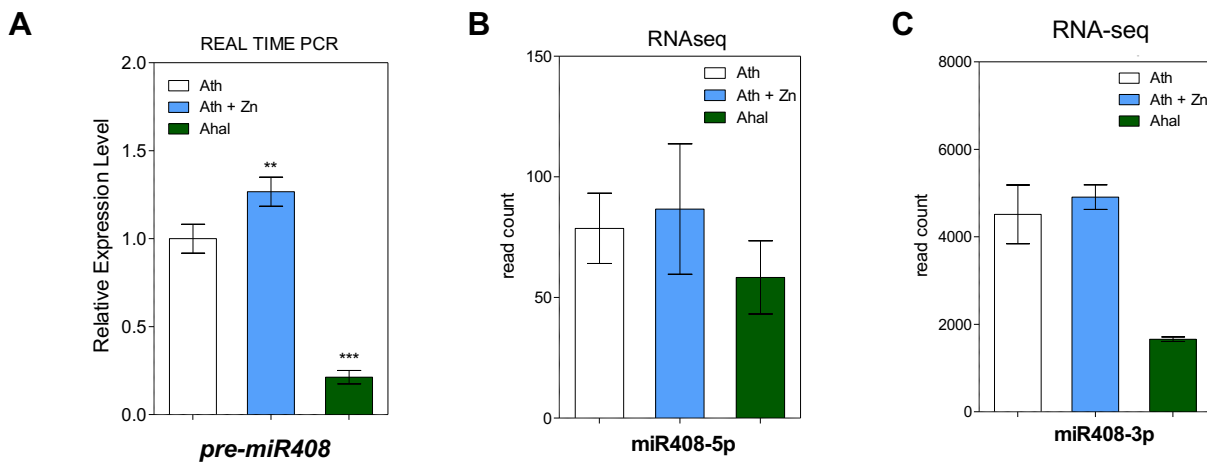 A
REAL TIME PCR
Relative Expression Level
2.0
1.5
1.0
0.5
0.0
Ath
Ath + Zn
Ahal
**
***
pre-miR408
B
RNAseq
read count
150
100
50
0
Ath
Ath + Zn
Ahal
miR408-5p
C
RNA-seq
read count
8000
6000
4000
2000
0
Ath
Ath + Zn
Ahal
miR408-3p